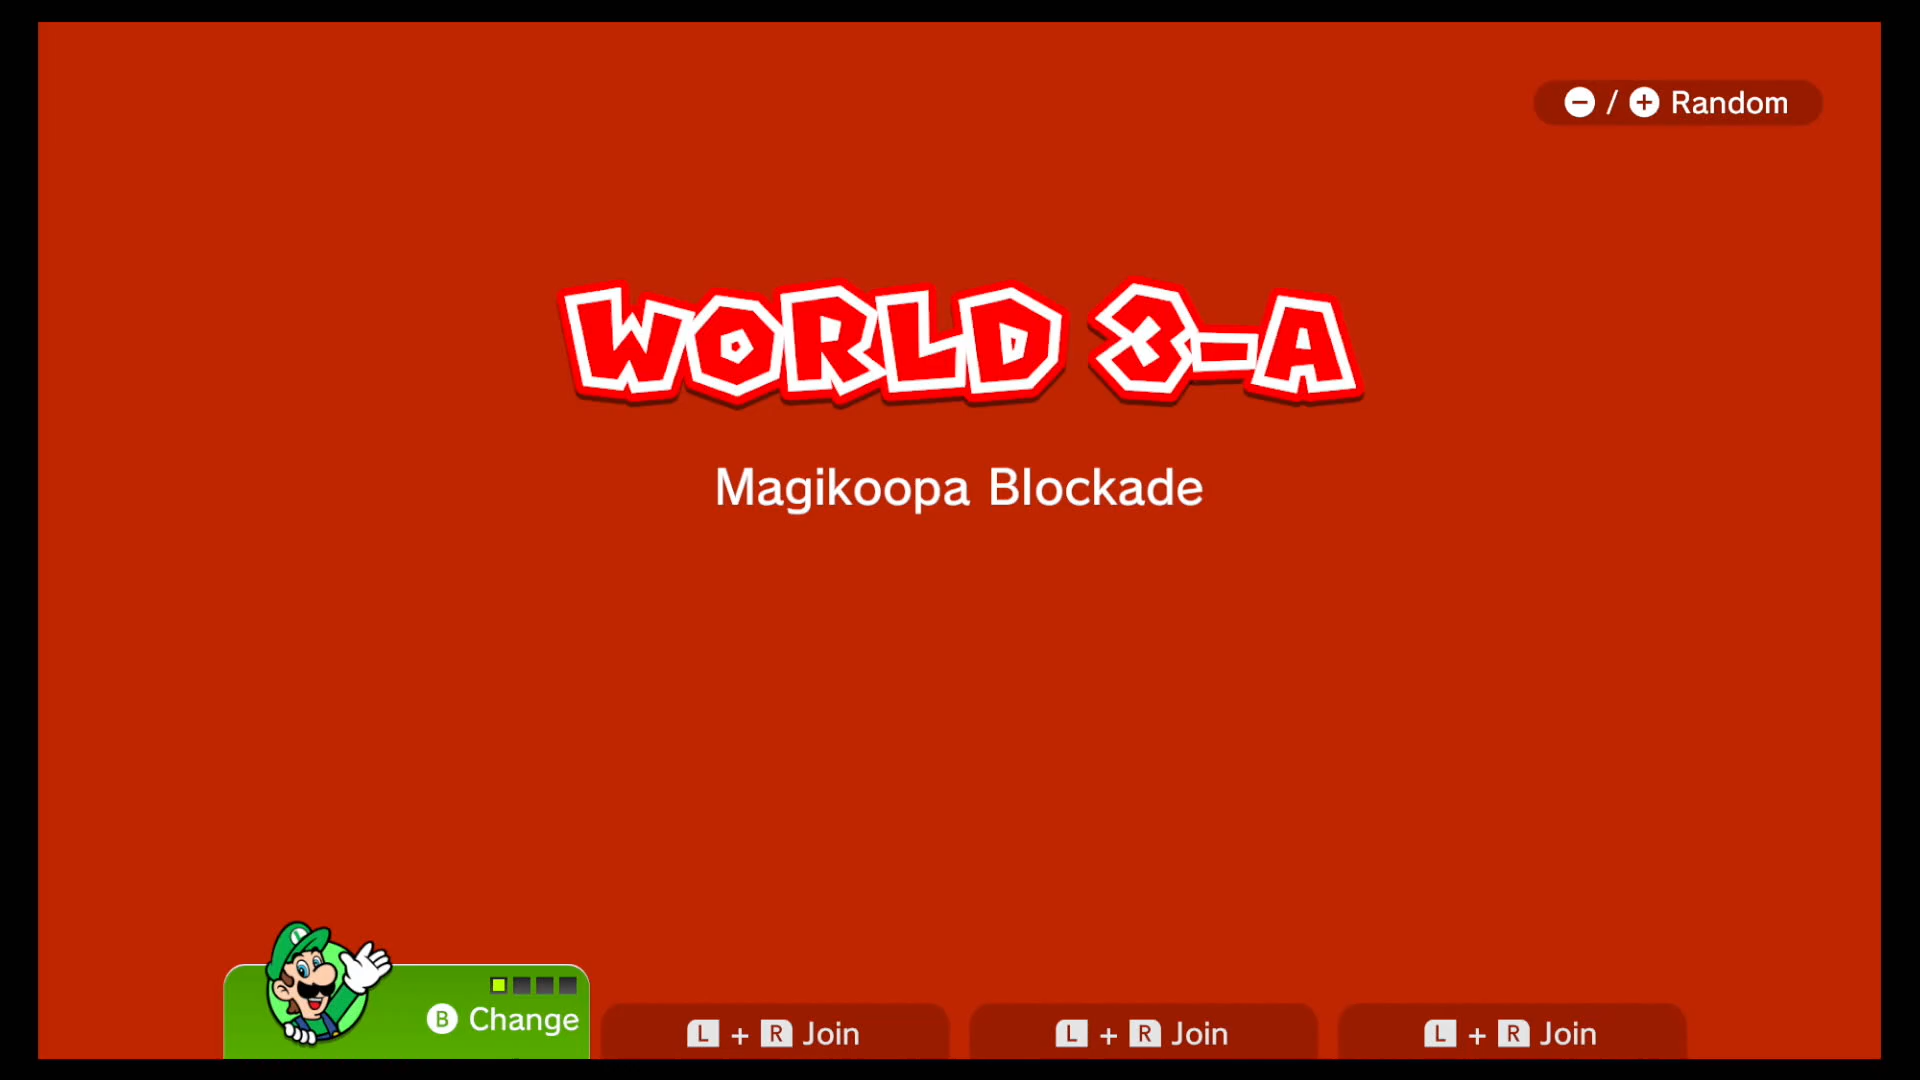 - / + Random
WORLD 3-A
Magikoopa Blockade
L
B Change
L + R Join
L + R Join
L + R Join